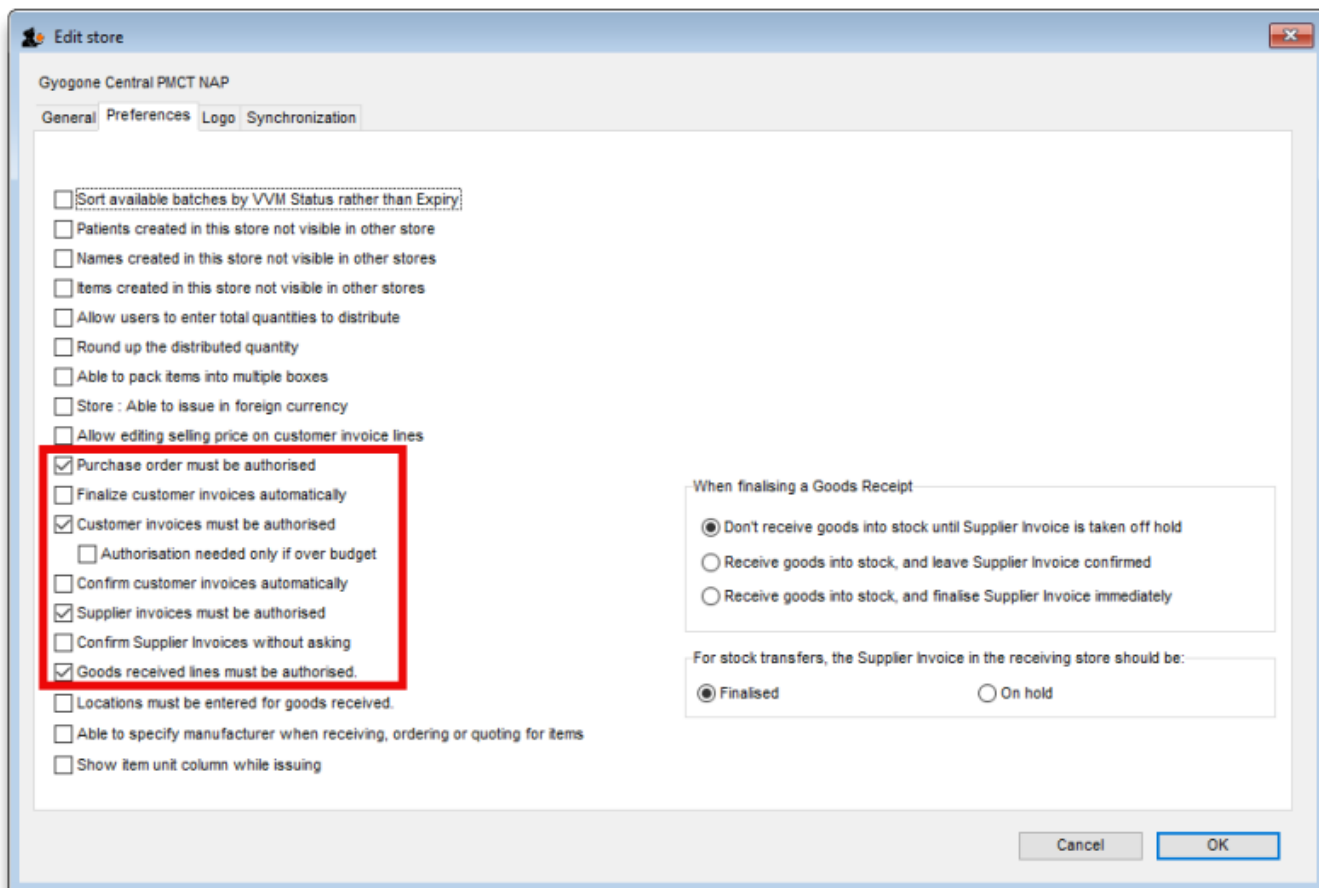 Edit store
Gyogone Central PMCT NAP
General Preferences Logo Synchronization
Sort available batches by VVM Status rather than Expiry
Patients created in this store not visible in other store
Names created in this store not visible in other stores
Items created in this store not visible in other stores
Allow users to enter total quantities to distribute
Round up the distributed quantity
Able to pack items into multiple boxes
Store : Able to issue in foreign currency
Allow editing selling price on customer invoice lines
Purchase order must be authorised
Finalize customer invoices automatically
Customer invoices must be authorised
Authorisation needed only if over budget
Confirm customer invoices automatically
Supplier invoices must be authorised
Confirm Supplier Invoices without asking
Goods received lines must be authorised.
Locations must be entered for goods received.
Able to specify manufacturer when receiving, ordering or quoting for items
Show item unit column while issuing
When finalising a Goods Receipt
Don't receive goods into stock until Supplier Invoice is taken off hold
Receive goods into stock, and leave Supplier Invoice confirmed
Receive goods into stock, and finalise Supplier Invoice immediately
For stock transfers, the Supplier Invoice in the receiving store should be:
Finalised On hold
Cancel OK